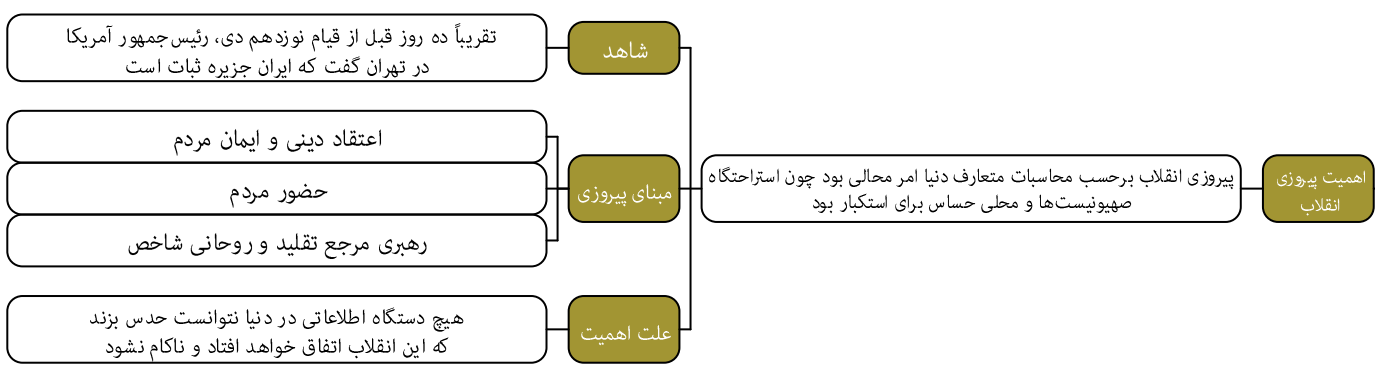 اهمیت پیروزی
انقلاب
پیروزی انقلاب برحسب محاسبات متعارف دنیا امر محالی بود چون استراحتگاه
صهیونیست‌ها و محلی حساس برای استکبار بود
شاهد
تقریباً ده روز قبل از قیام نوزدهم دی، رئیس‌جمهور آمریکا
در تهران گفت که ایران جزیره ثبات است
مبنای پیروزی
اعتقاد دینی و ایمان مردم
حضور مردم
رهبری مرجع تقلید و روحانی شاخص
علت اهمیت
هیچ دستگاه اطلاعاتی در دنیا نتوانست حدس بزند
که این انقلاب اتفاق خواهد افتاد و ناکام نشود